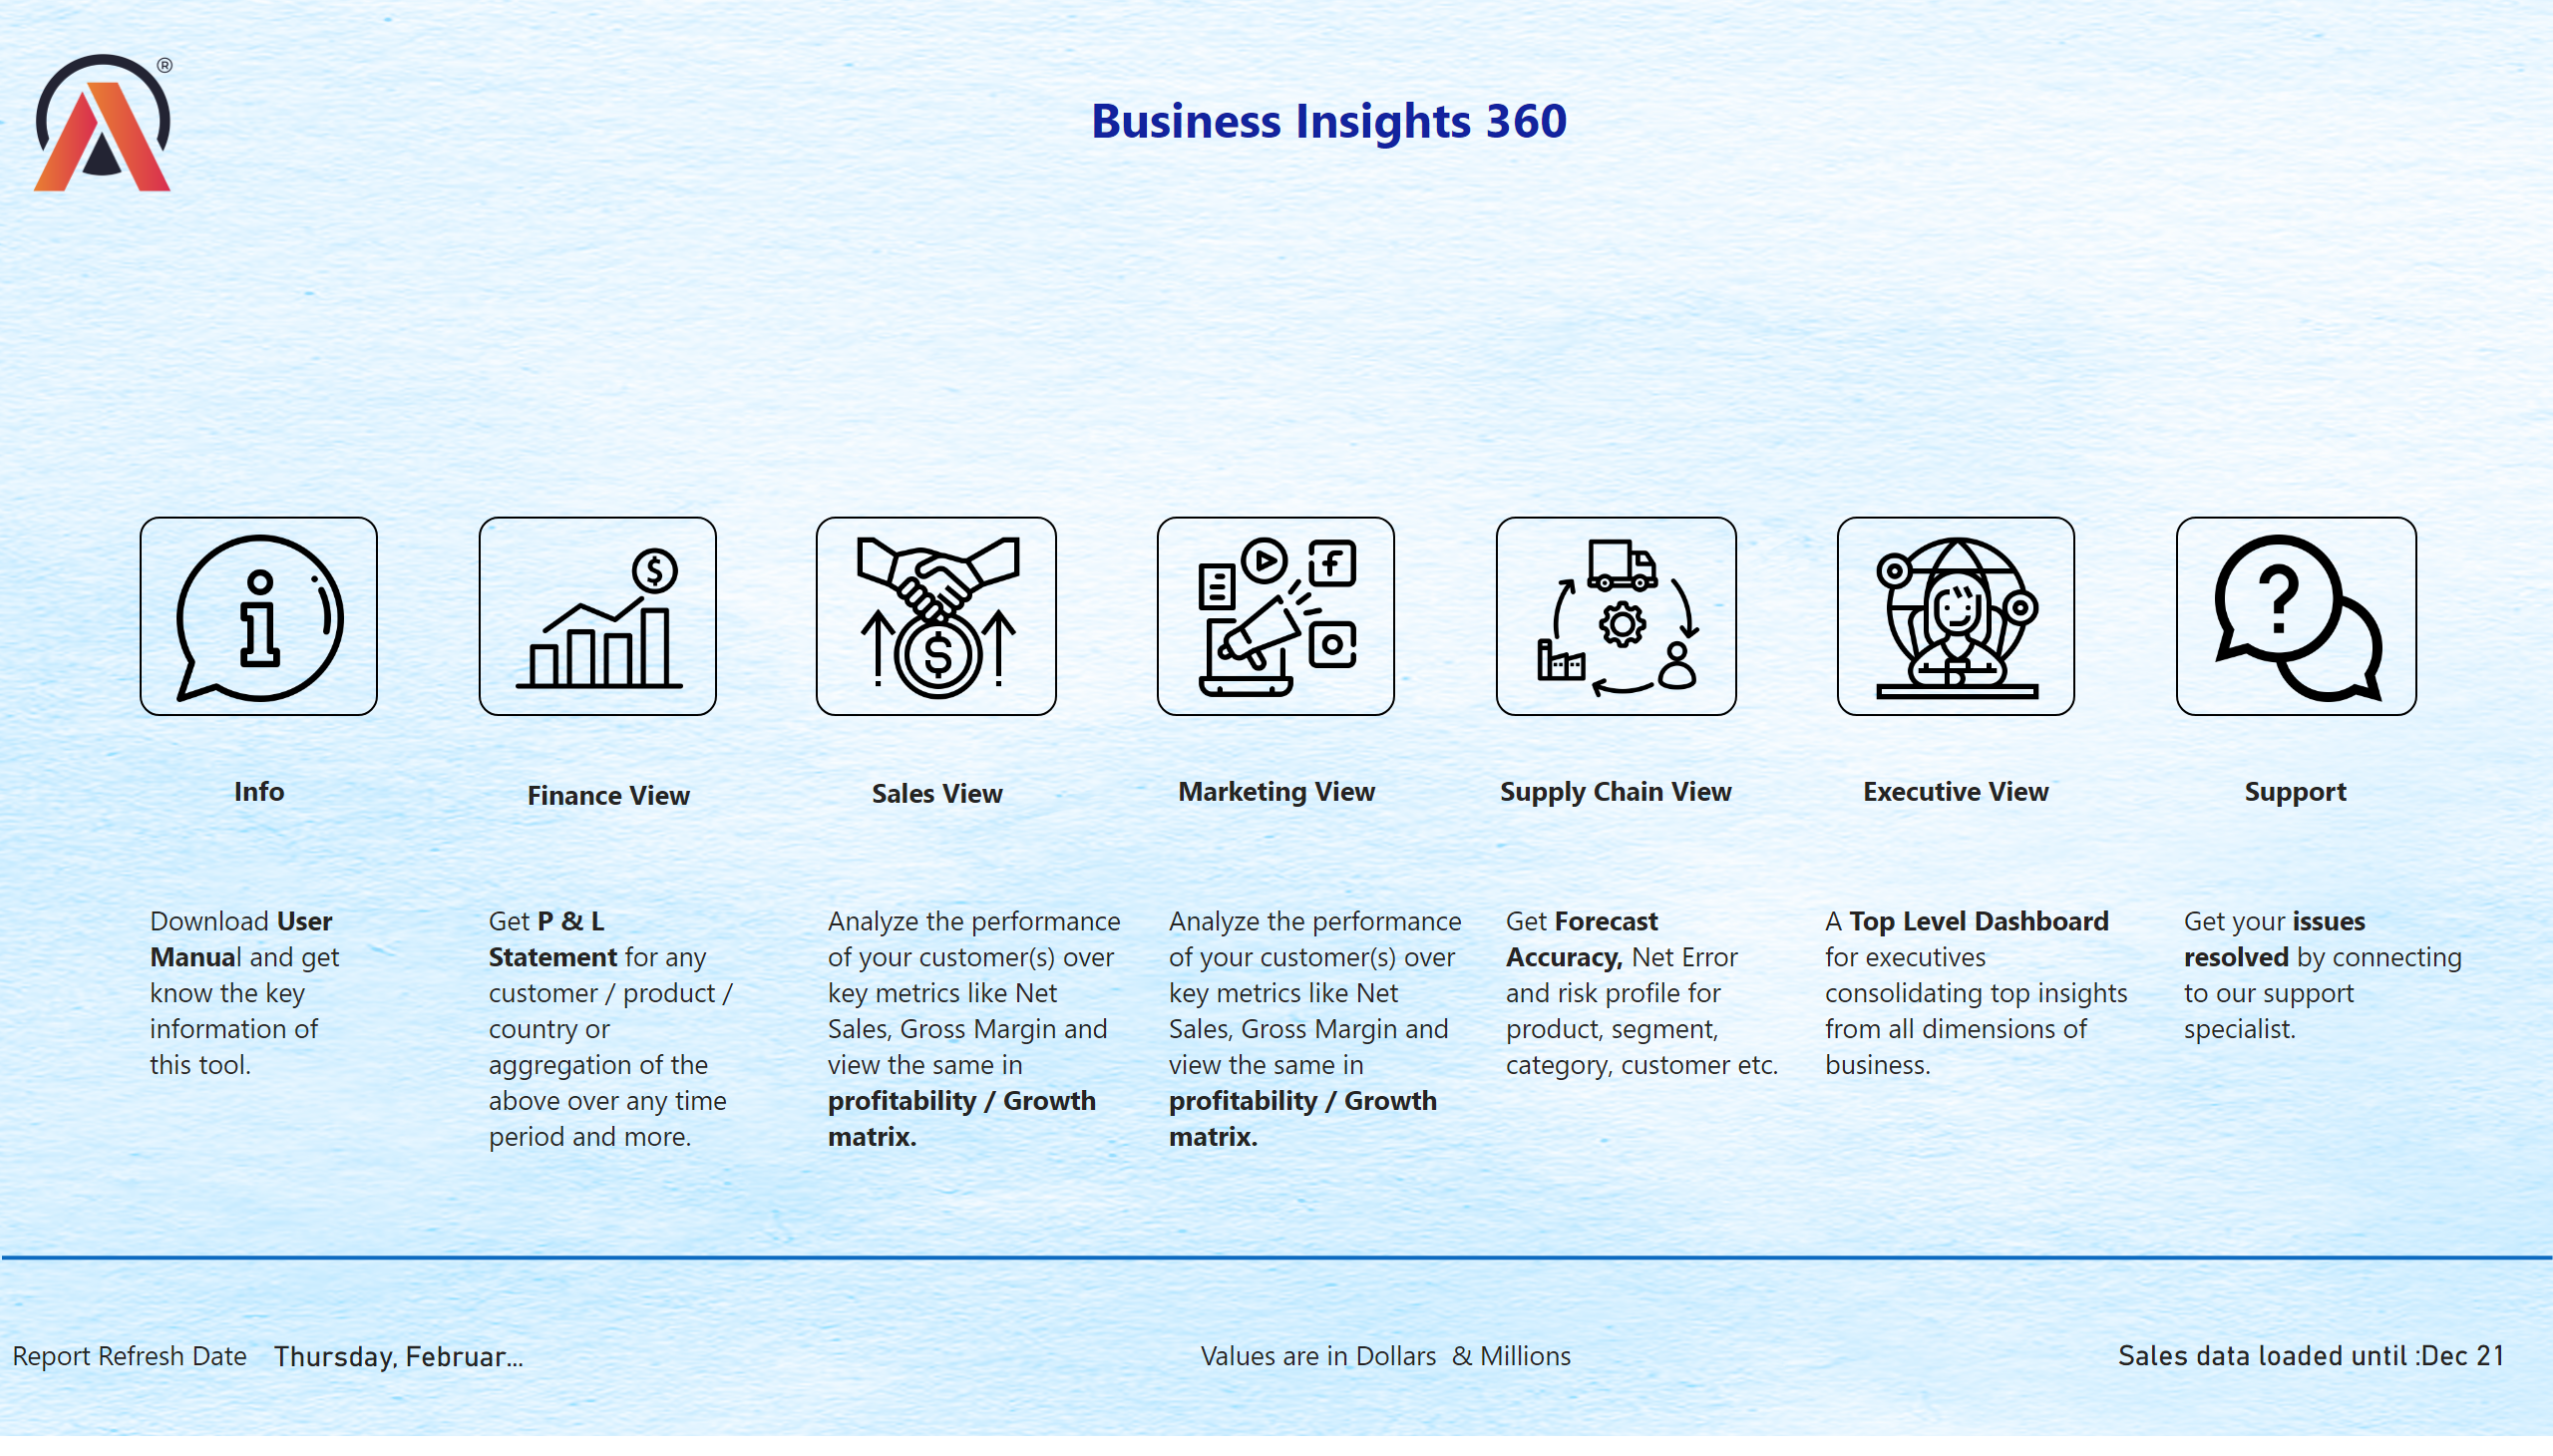 ®
Business Insights 360
Info
Finance View
Sales View
Marketing View
Supply Chain View
Executive View
Support
Download User
Manual and get
know the key
information of
this tool.
Get P & L
Statement for any
customer / product /
country or
aggregation of the
above over any time
period and more.
Analyze the performance
of your customer(s) over
key metrics like Net
Sales, Gross Margin and
view the same in
profitability / Growth
matrix.
Analyze the performance
of your customer(s) over
key metrics like Net
Sales, Gross Margin and
view the same in
profitability / Growth
matrix.
Get Forecast
Accuracy, Net Error
and risk profile for
product, segment,
category, customer etc.
A Top Level Dashboard
for executives
consolidating top insights
from all dimensions of
business.
Get your issues
resolved by connecting
to our support
specialist.
Report Refresh Date Thursday, Februar...
Values are in Dollars & Millions
Sales data loaded until :Dec 21